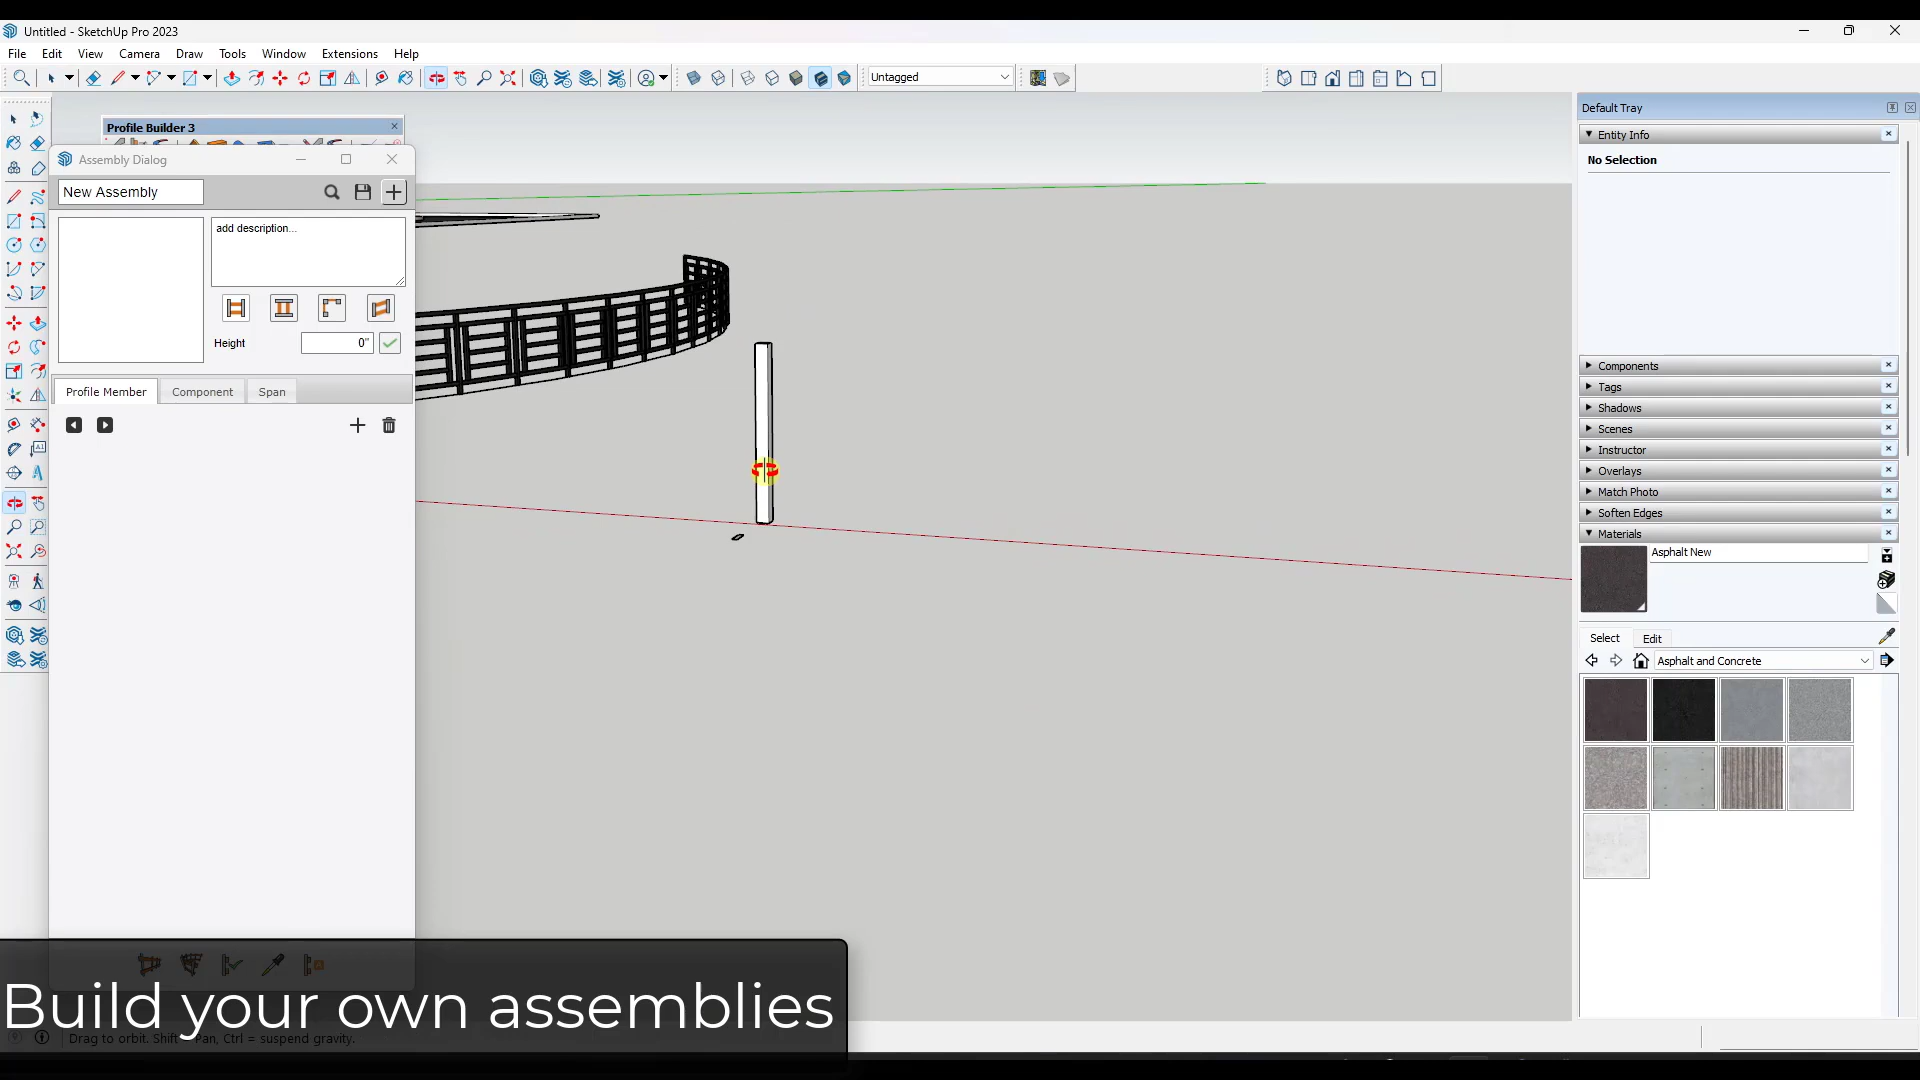 Untitled - SketchUp Pro 2023
File Edit View Camera Draw Tools Window Extensions Help
Untagged
Default Tray
Profile Builder 3
Entity Info
Assembly Dialog
No Selection
New Assembly
add description...
Height 0"
Profile Member Component Span
Components
Tags
Shadows
Scenes
Instructor
Overlays
Match Photo
Soften Edges
Materials
Asphalt New
Select Edit
Asphalt and Concrete
Build your own assemblies
Drag to orbit. Shift = Pan, Ctrl = suspend gravity.